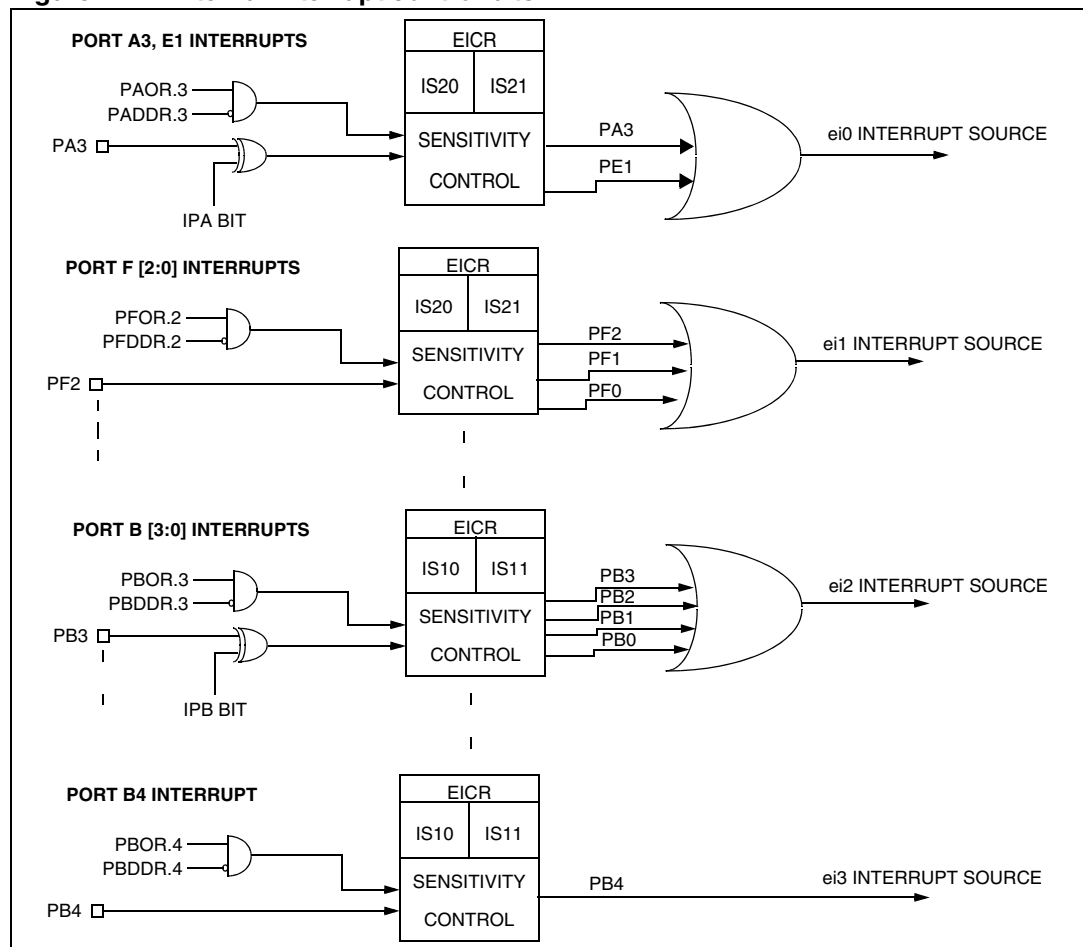 PORT A3, E1 INTERRUPTS
EICR
IS20 IS21
PAOR.3
PADDR.3
PA3
IPA BIT
SENSITIVITY
CONTROL
PA3
PE1
ei0 INTERRUPT SOURCE
PORT F [2:0] INTERRUPTS
EICR
IS20 IS21
PFOR.2
PFDDR.2
PF2
SENSITIVITY
CONTROL
PF2
PF1
PF0
ei1 INTERRUPT SOURCE
PORT B [3:0] INTERRUPTS
EICR
IS10 IS11
PBOR.3
PBDDR.3
PB3
IPB BIT
SENSITIVITY
CONTROL
PB3
PB2
PB1
PB0
ei2 INTERRUPT SOURCE
PORT B4 INTERRUPT
EICR
IS10 IS11
PBOR.4
PBDDR.4
PB4
SENSITIVITY
CONTROL
PB4
ei3 INTERRUPT SOURCE